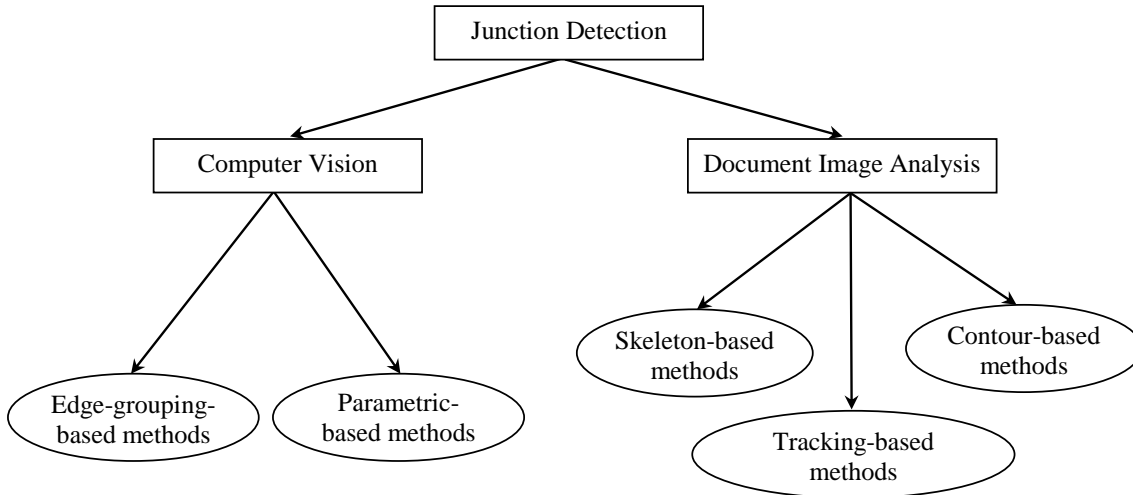 Junction Detection
Computer Vision
Document Image Analysis
Skeleton-based
methods
Contour-based
methods
Edge-grouping-
based methods
Parametric-
based methods
Tracking-based
methods